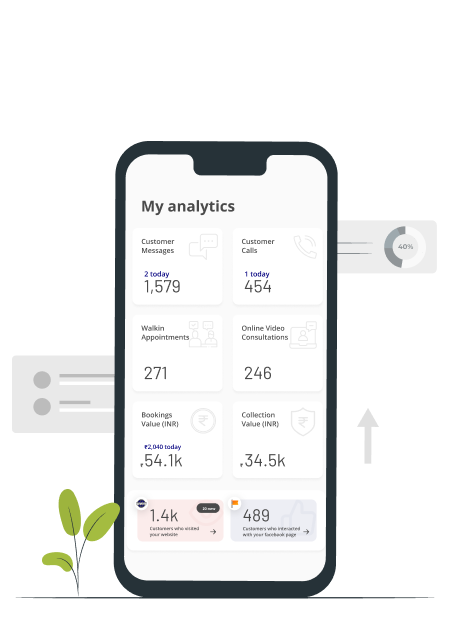 My analytics
Customer
Messages
Customer
Calls
2 today
1,579
1 today
454
40%
Walkin
Appointments
Online Video
Consultations
271
246
Bookings
Value (INR)
Collection
Value (INR)
₹2,040 today
₹54.1k
₹34.5k
1.4k
489
Customers who visited
your website
Customers who interacted
with your facebook page